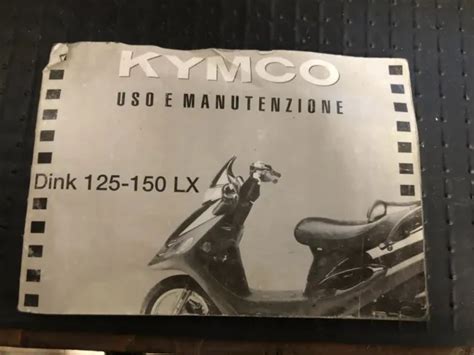 KYMCO
USO E MANUTENZIONE
Dink 125-150 LX